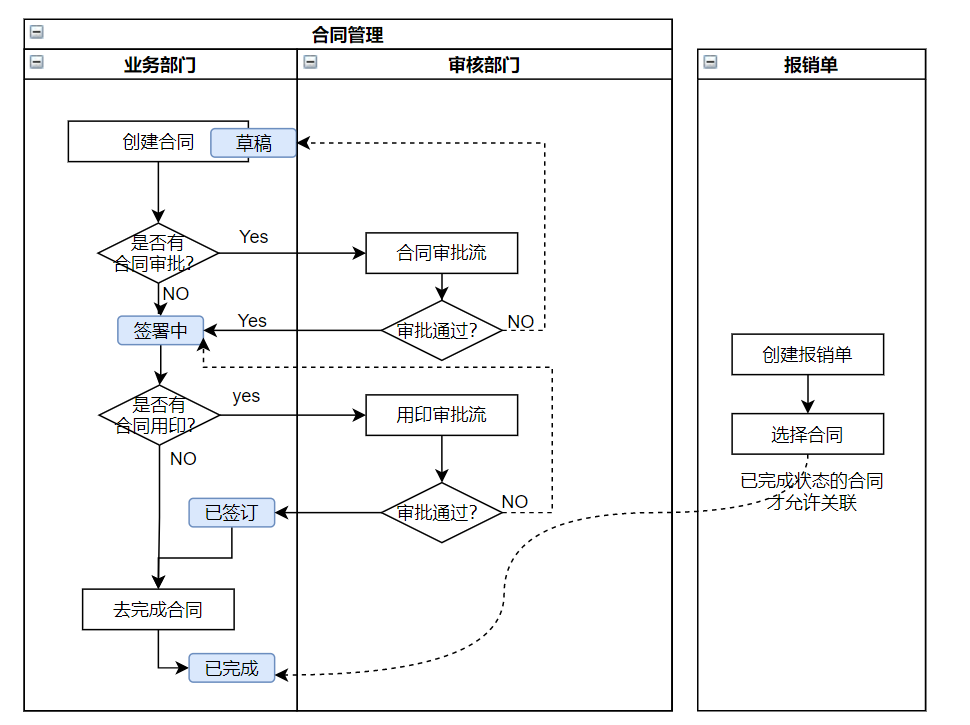 合同管理
业务部门
审核部门
报销单
创建合同
草稿
是否有
合同审批?
Yes
合同审批流
NO
签署中
Yes
审批通过?
NO
创建报销单
是否有
合同用印?
yes
用印审批流
选择合同
NO
已完成状态的合同
才允许关联
已签订
审批通过?
NO
去完成合同
已完成